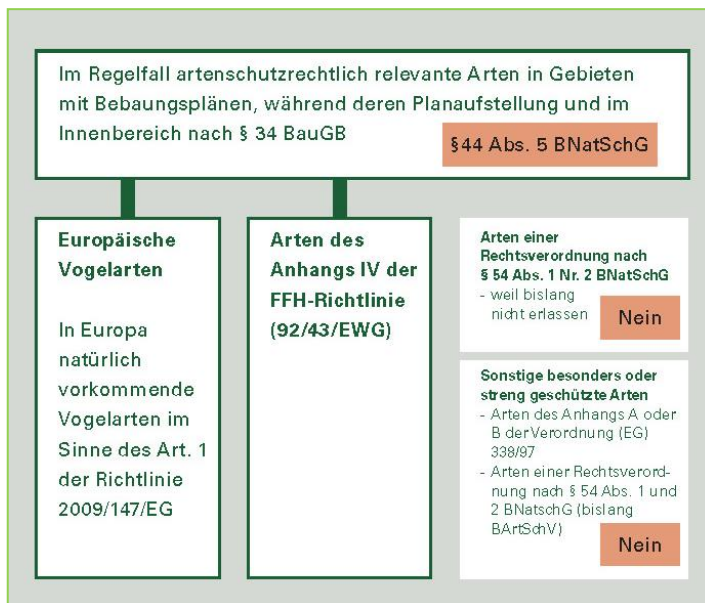 Im Regelfall artenschutzrechtlich relevante Arten in Gebieten
mit Bebaungsplänen, während deren Planaufstellung und im
Innenbereich nach § 34 BauGB
§44 Abs. 5 BNatSchG
Europäische
Vogelarten
In Europa
natürlich
vorkommende
Vogelarten im
Sinne des Art. 1
der Richtlinie
2009/147/EG
Arten des
Anhangs IV der
FFH-Richtlinie
(92/43/EWG)
Arten einer
Rechtsverordnung nach
§ 54 Abs. 1 Nr. 2 BNatSchG
- weil bislang
nicht erlassen
Nein
Sonstige besonders oder
streng geschützte Arten
- Arten des Anhangs A oder
B der Verordnung (EG)
338/97
- Arten einer Rechtsverord-
nung nach § 54 Abs. 1 und
2 BNatschG (bislang
BArtSchV)
Nein